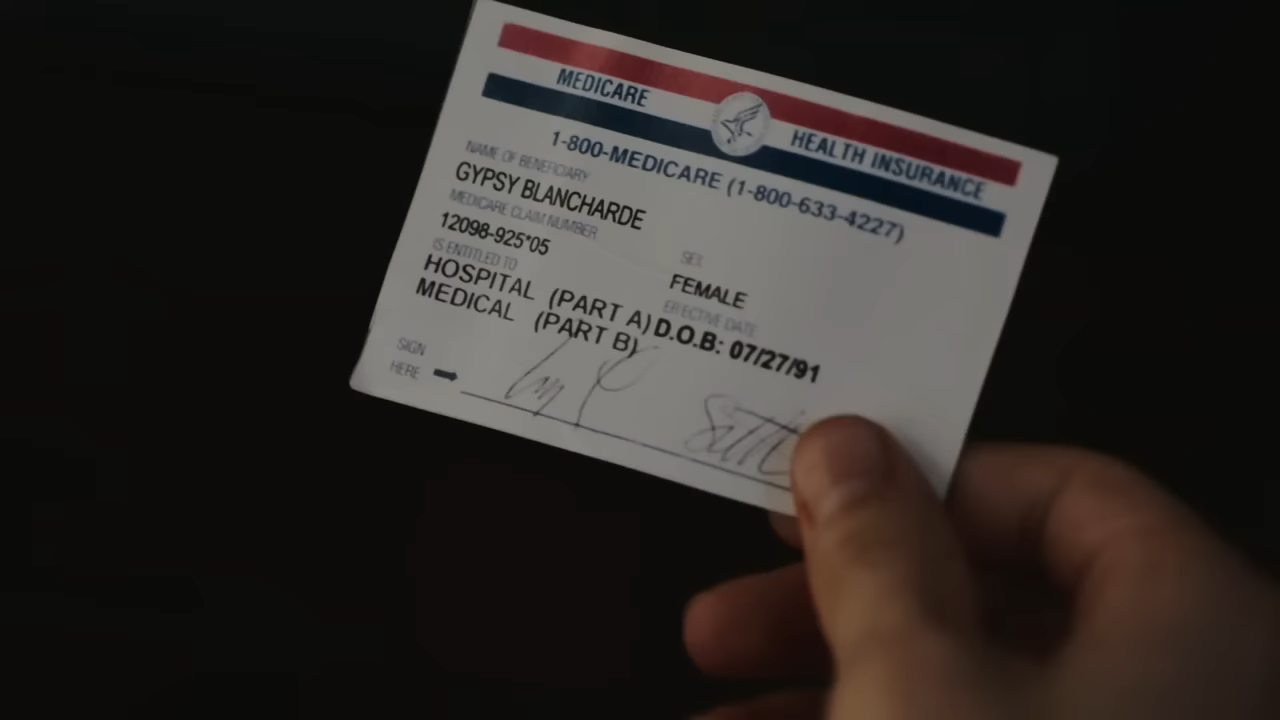 MEDICARE HEALTH INSURANCE
1-800-MEDICARE (1-800-633-4227)
NAME OF BENEFICIARY
GYPSY BLANCHARDE
MEDICARE CLAIM NUMBER
SEX
12098-925*05
FEMALE
IS ENTITLED TO
EFFECTIVE DATE
HOSPITAL (PART A)
MEDICAL (PART B)
D.O.B: 07/27/91
SIGN
HERE